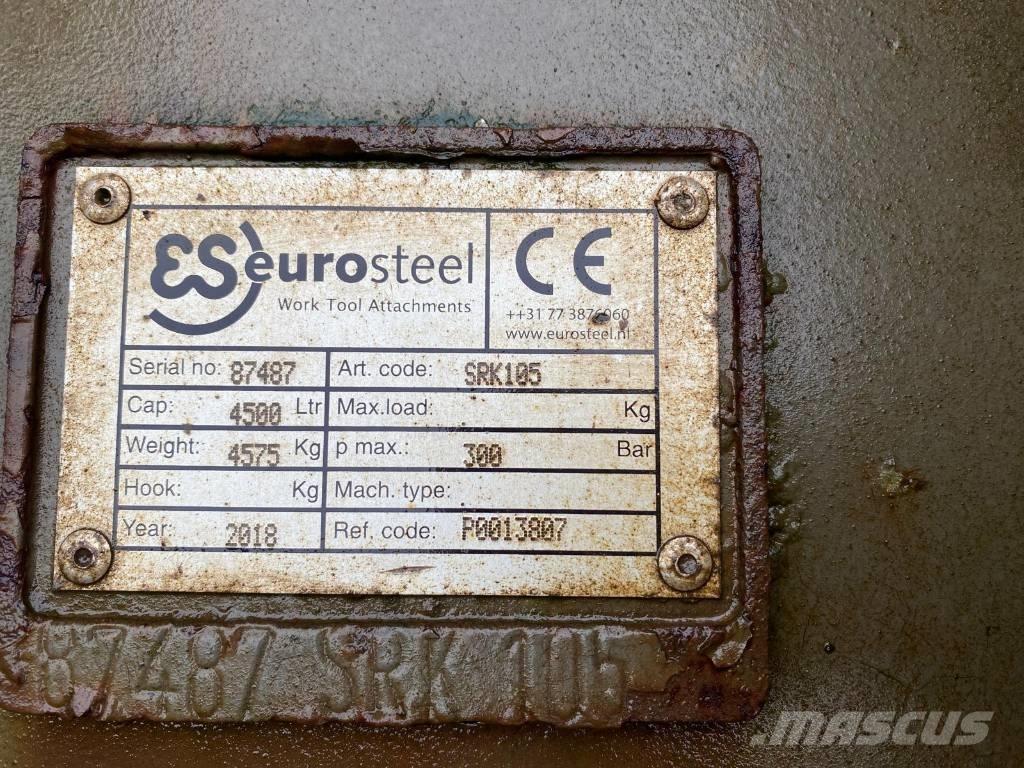 ES eurosteel
Work Tool Attachments
CE
++31 77 3876060
www.eurosteel.nl
Serial no: 87487 Art. code: SRK105
Cap: 4500 Ltr Max.load: Kg
Weight: 4575 Kg p max.: 300 Bar
Hook: Kg Mach. type:
Year: 2018 Ref. code: P0013807
87487 SRK 105
MASCUS